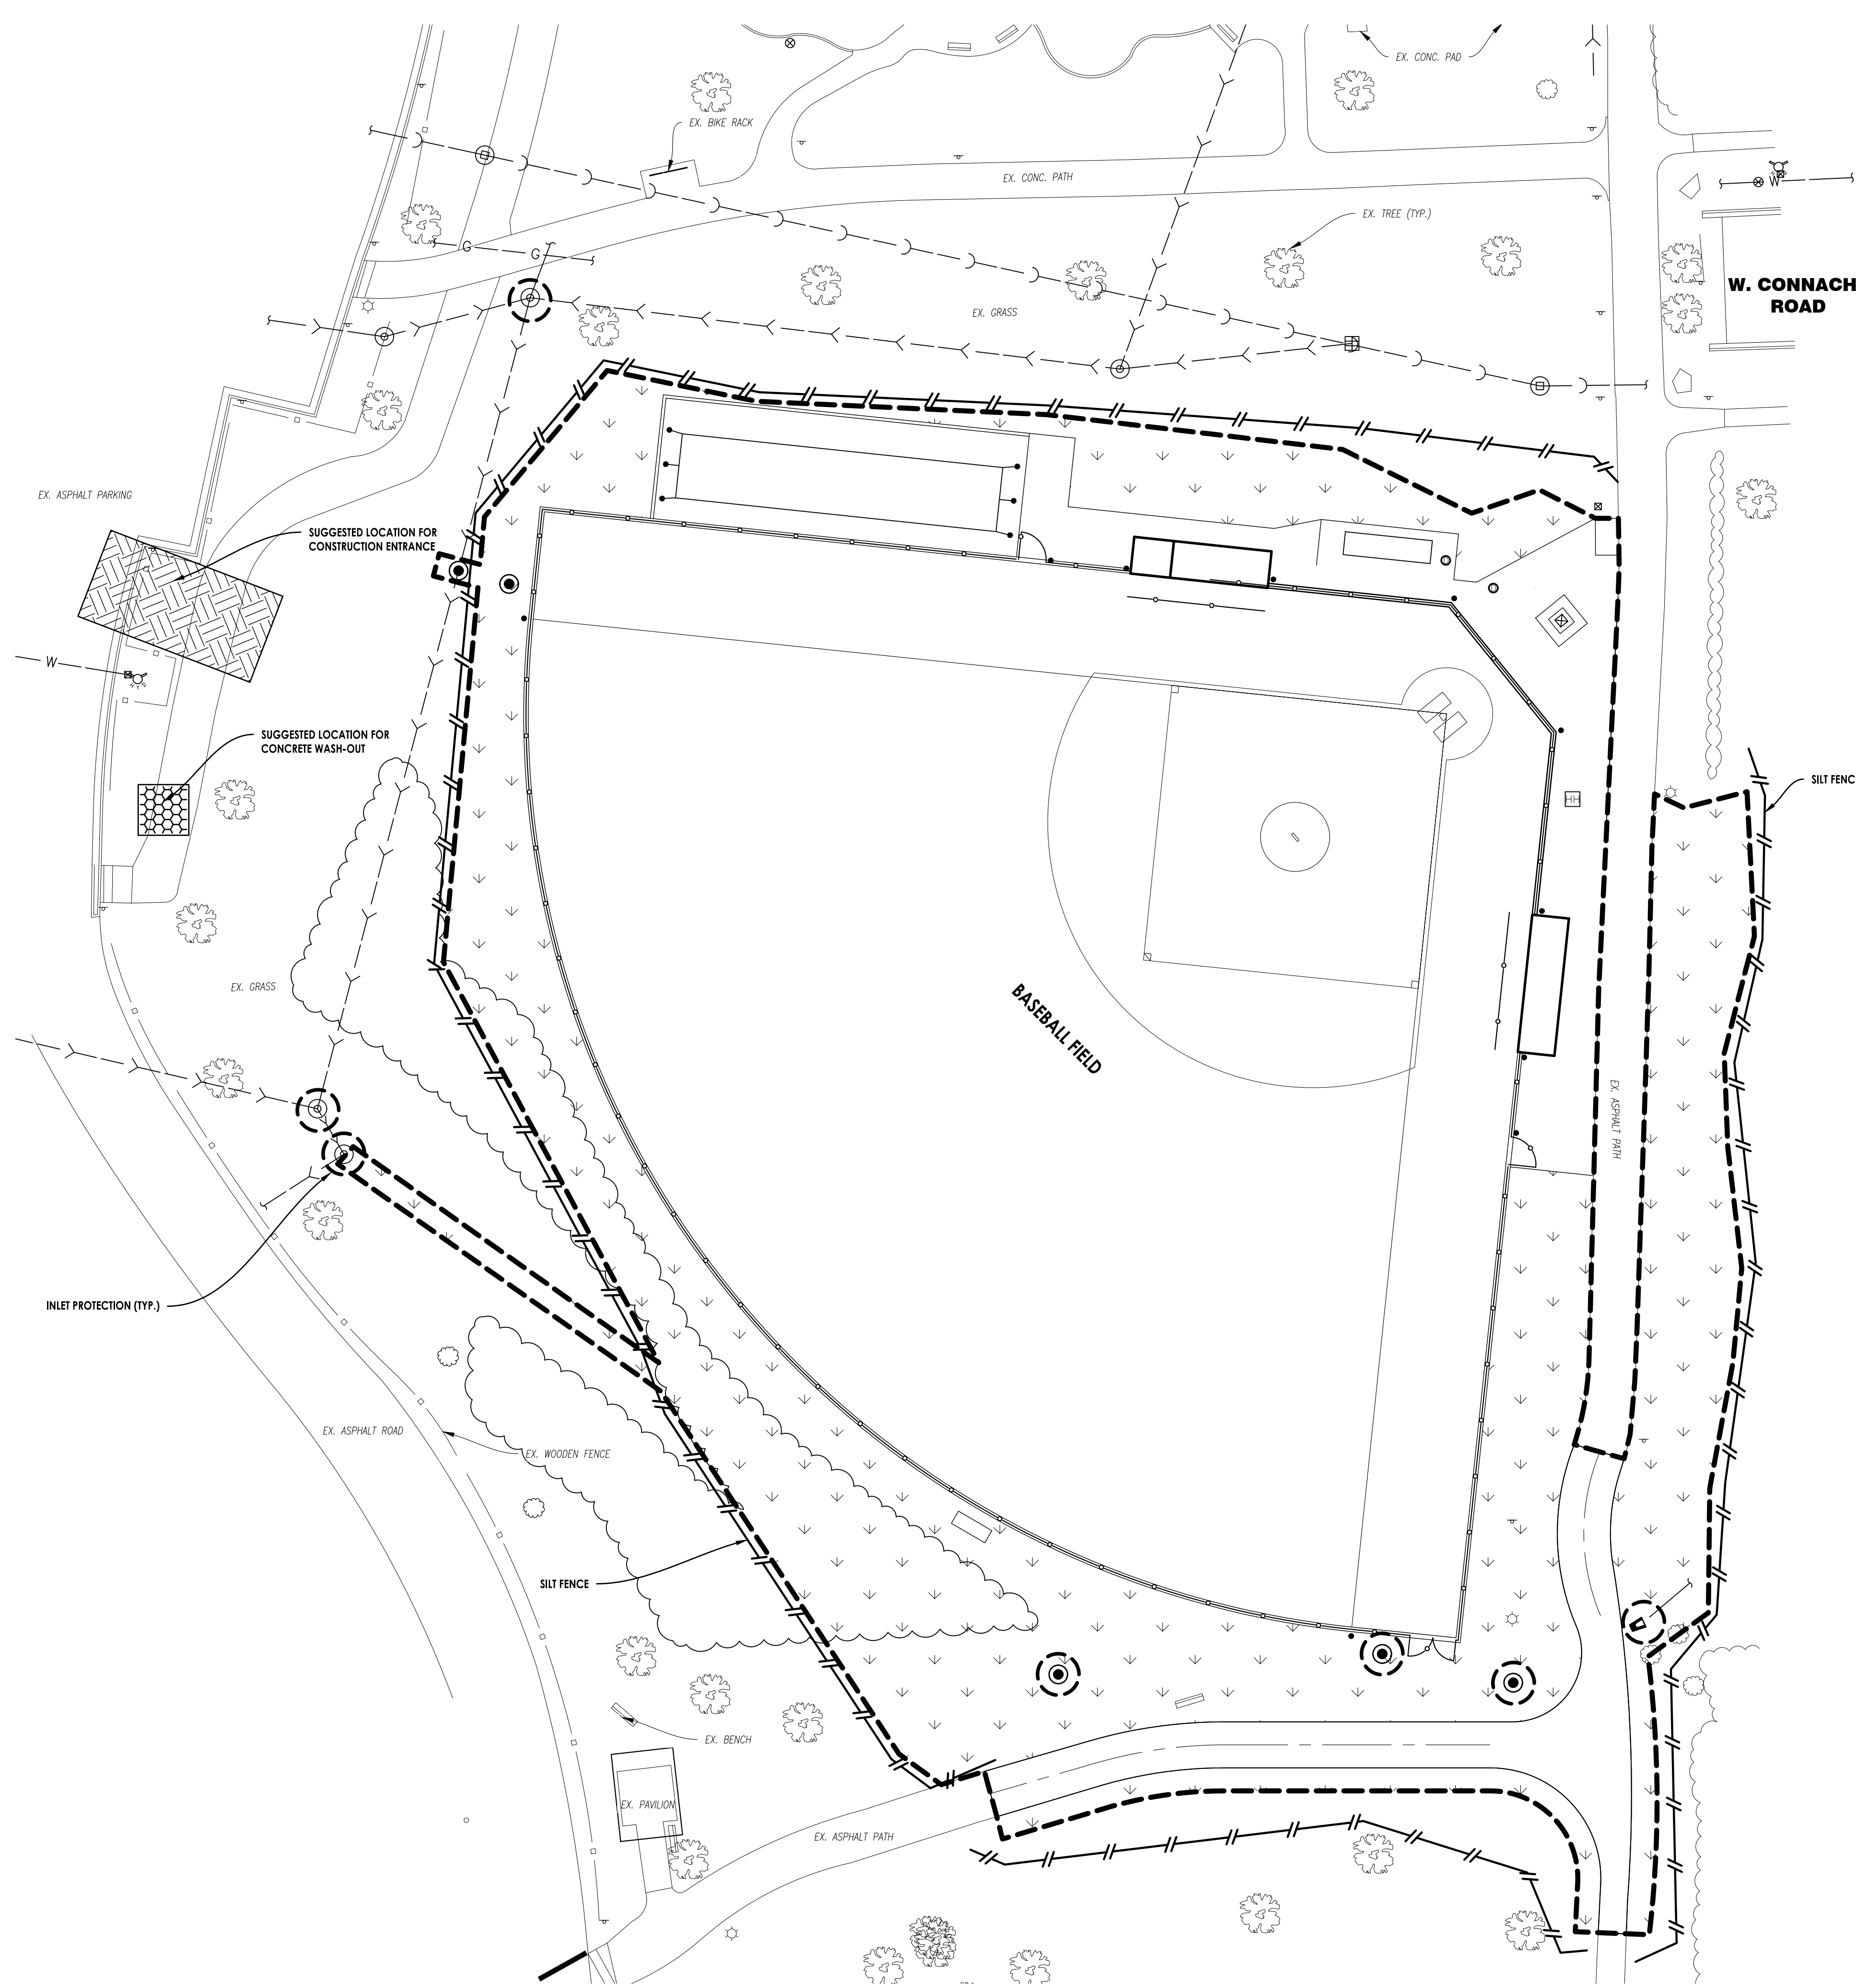 EX. CONC. PAD
EX. BIKE RACK
EX. CONC. PATH
W
EX. TREE (TYP.)
G
G
W. CONNACH
ROAD
EX. GRASS
EX. ASPHALT PARKING
SUGGESTED LOCATION FOR
CONSTRUCTION ENTRANCE
W
SUGGESTED LOCATION FOR
CONCRETE WASH-OUT
SILT FENC
EX. GRASS
BASEBALL FIELD
EX. ASPHALT PATH
INLET PROTECTION (TYP.)
EX. ASPHALT ROAD
EX. WOODEN FENCE
SILT FENCE
EX. BENCH
EX. PAVILION
EX. ASPHALT PATH